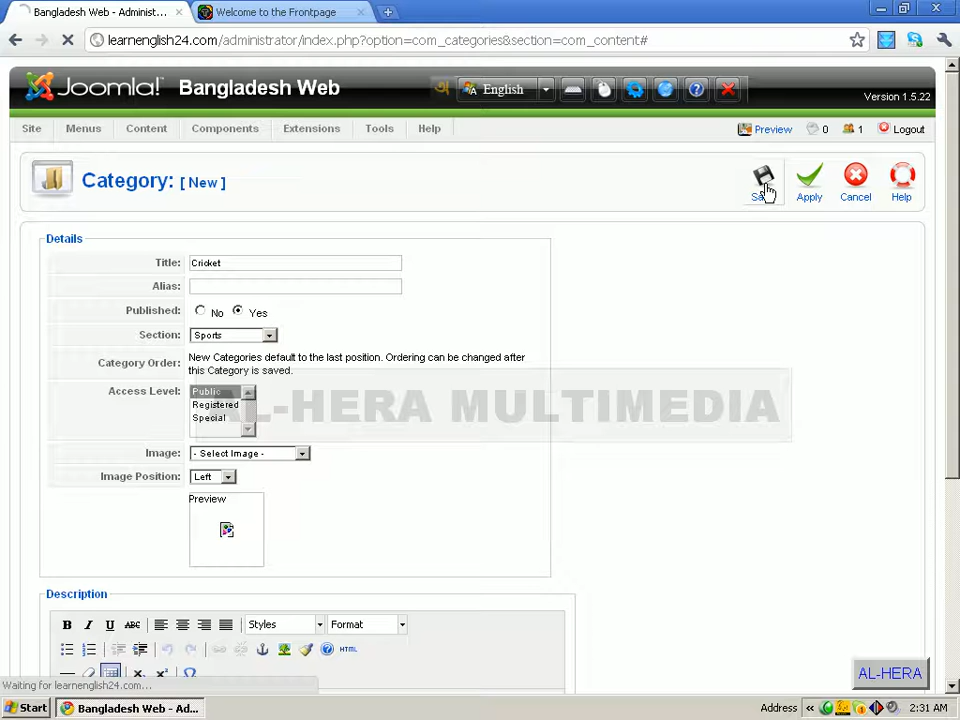 Bangladesh Web - Administ...
Welcome to the Frontpage
learnenglish24.com/administrator/index.php?option=com_categories&section=com_content#
Joomla! Bangladesh Web
অ English
Version 1.5.22
Site Menus Content Components Extensions Tools Help
Preview 0 1 Logout
Category: [ New ]
Apply Cancel Help
Details
Title: Cricket
Alias:
Published: No Yes
Section: Sports
Category Order: New Categories default to the last position. Ordering can be changed after
this Category is saved.
Access Level: Public
Registered
Special
AL-HERA MULTIMEDIA
Image: - Select Image -
Image Position: Left
Preview
Description
B I U ABC Styles Format
HTML
AL-HERA
Waiting for learnenglish24.com...
Start Bangladesh Web - Ad... Address « 2:31 AM